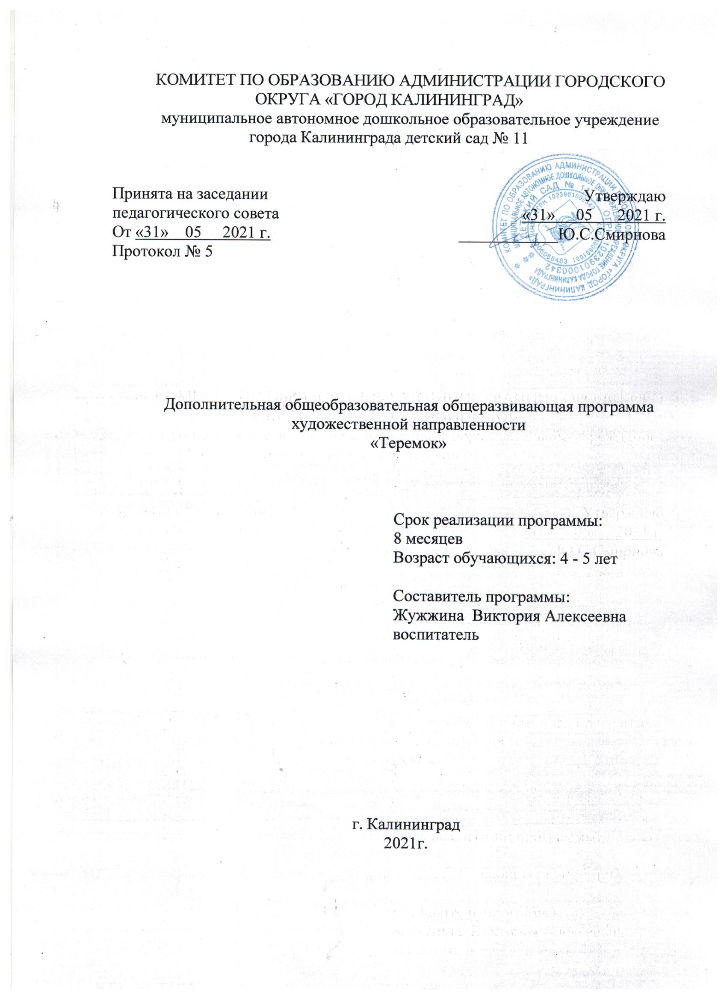 КОМИТЕТ ПО ОБРАЗОВАНИЮ АДМИНИСТРАЦИИ ГОРОДСКОГО
ОКРУГА «ГОРОД КАЛИНИНГРАД»
муниципальное автономное дошкольное образовательное учреждение
города Калининграда детский сад № 11
Принята на заседании
педагогического совета
От «31» 05 2021 г.
Протокол № 5
Утверждаю
«31» 05 2021 г.
Ю.С.Смирнова
КОМИТЕТ ПО ОБРАЗОВАНИЮ АДМИНИСТРАЦИИ ГОРОДСКОГО ОКРУГА «ГОРОД КАЛИНИНГРАД»
МУНИЦИПАЛЬНОЕ АВТОНОМНОЕ ДОШКОЛЬНОЕ ОБРАЗОВАТЕЛЬНОЕ УЧРЕЖДЕНИЕ ГОРОДА КАЛИНИНГРАДА
ДЕТСКИЙ САД № 11 ОГРН 1023901000342
Дополнительная общеобразовательная общеразвивающая программа
художественной направленности
«Теремок»
Срок реализации программы:
8 месяцев
Возраст обучающихся: 4 - 5 лет
Составитель программы:
Жужжина Виктория Алексеевна
воспитатель
г. Калининград
2021г.